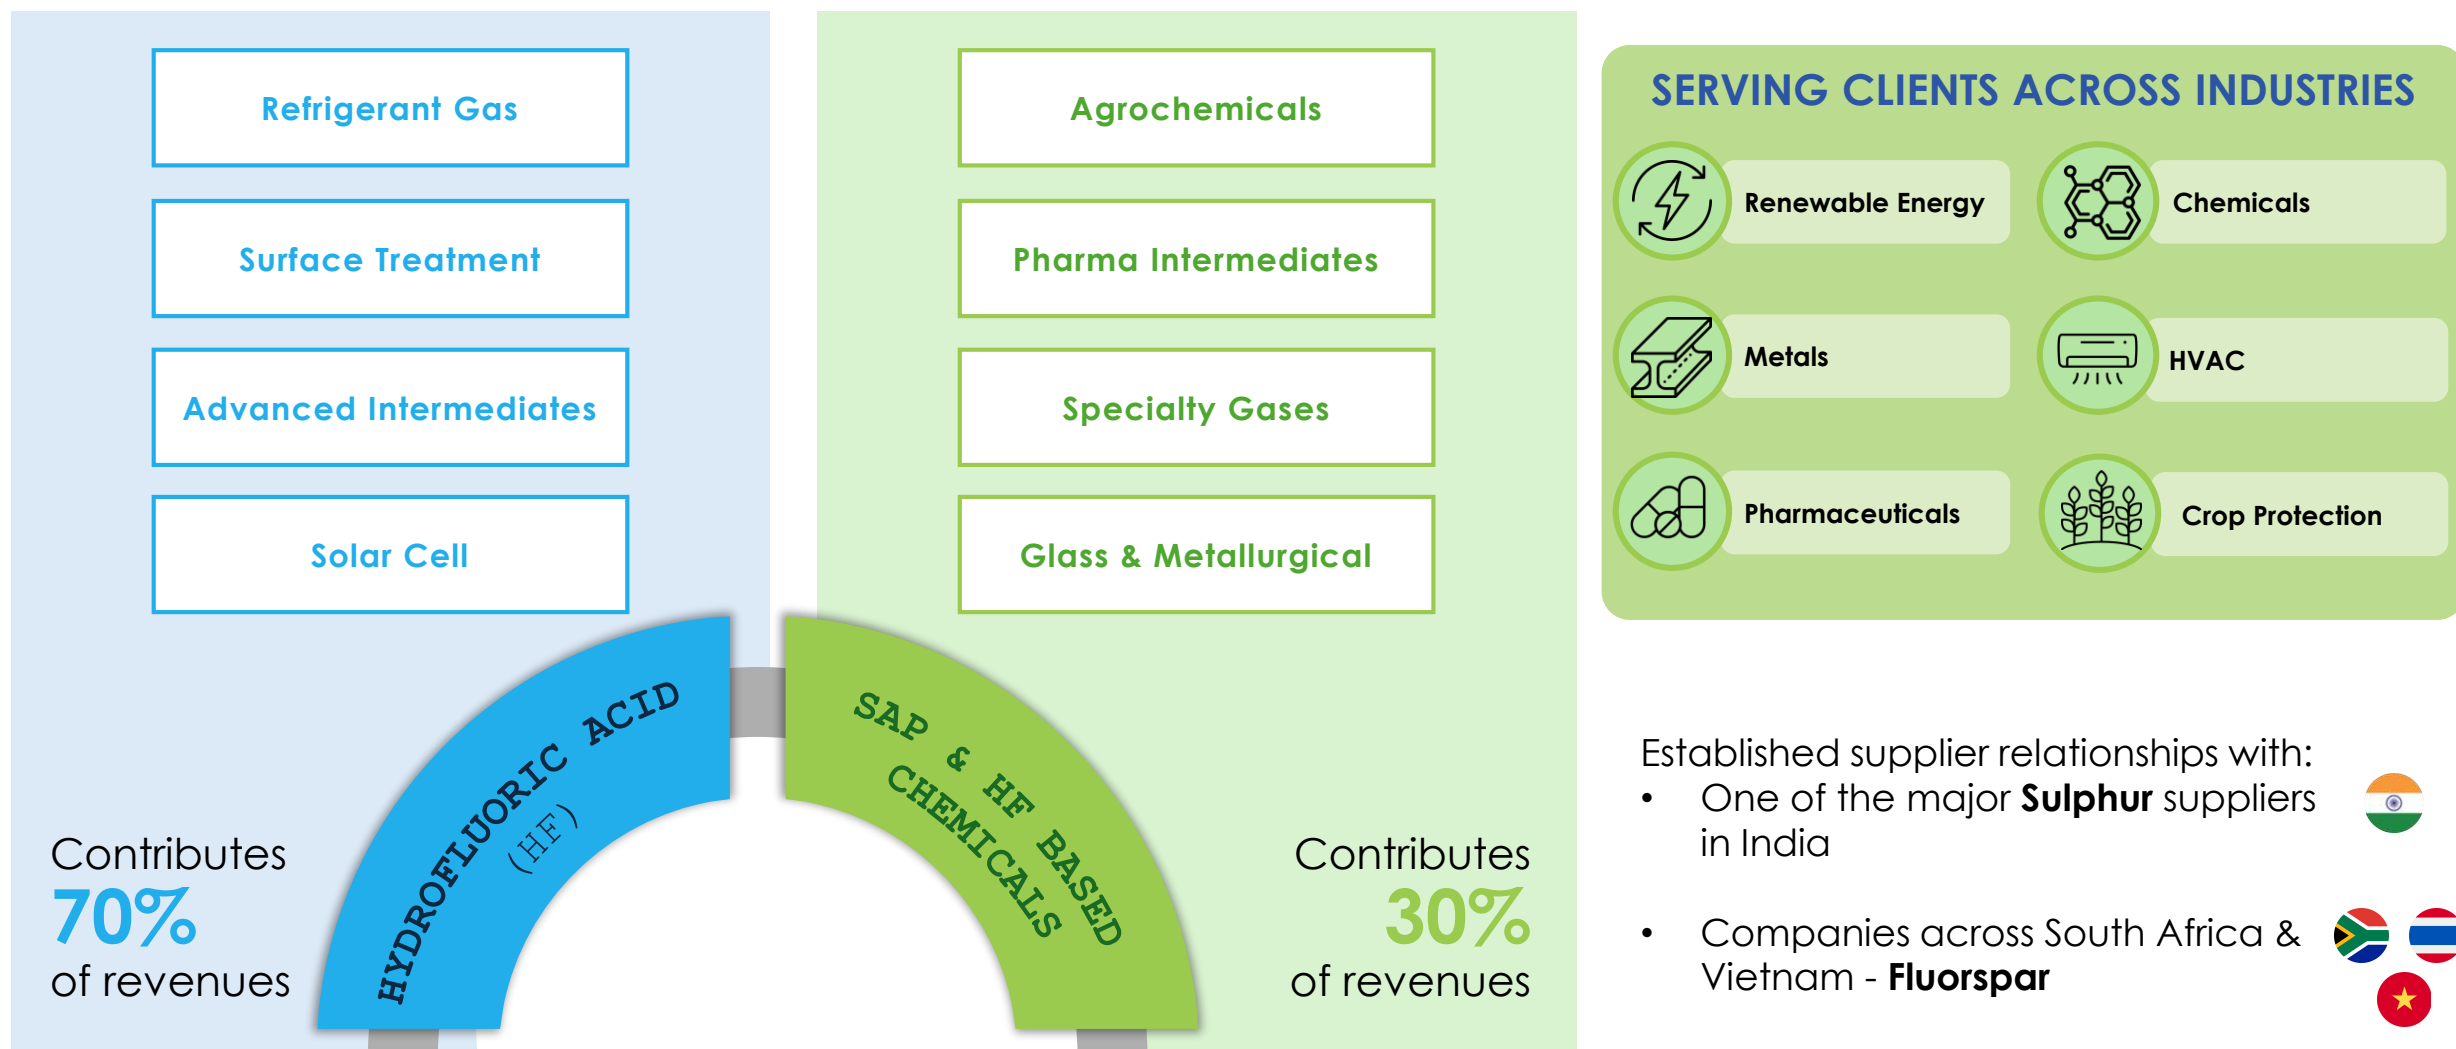 Refrigerant Gas
Surface Treatment
Advanced Intermediates
Solar Cell
HYDROFLUORIC ACID
(HF)
Contributes
70%
of revenues
Agrochemicals
Pharma Intermediates
Specialty Gases
Glass & Metallurgical
SAP & HF BASED
CHEMICALS
Contributes
30%
of revenues
SERVING CLIENTS ACROSS INDUSTRIES
Renewable Energy
Chemicals
Metals
HVAC
Pharmaceuticals
Crop Protection
Established supplier relationships with:
• One of the major Sulphur suppliers
in India
• Companies across South Africa &
Vietnam - Fluorspar